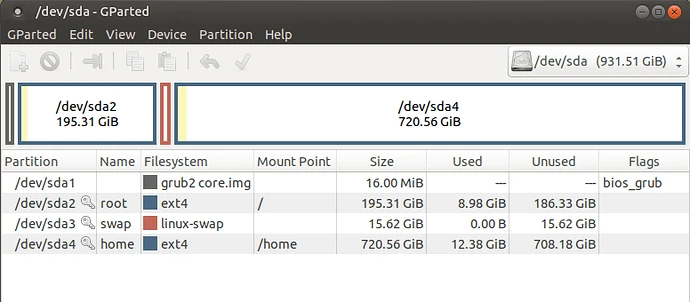 /dev/sda - GParted
GParted Edit View Device Partition Help
/dev/sda (931.51 GiB)
/dev/sda2
195.31 GiB
/dev/sda4
720.56 GiB
Partition Name Filesystem Mount Point Size Used Unused Flags
/dev/sda1 grub2 core.img 16.00 MiB --- --- bios_grub
/dev/sda2 root ext4 / 195.31 GiB 8.98 GiB 186.33 GiB
/dev/sda3 swap linux-swap 15.62 GiB 0.00 B 15.62 GiB
/dev/sda4 home ext4 /home 720.56 GiB 12.38 GiB 708.18 GiB